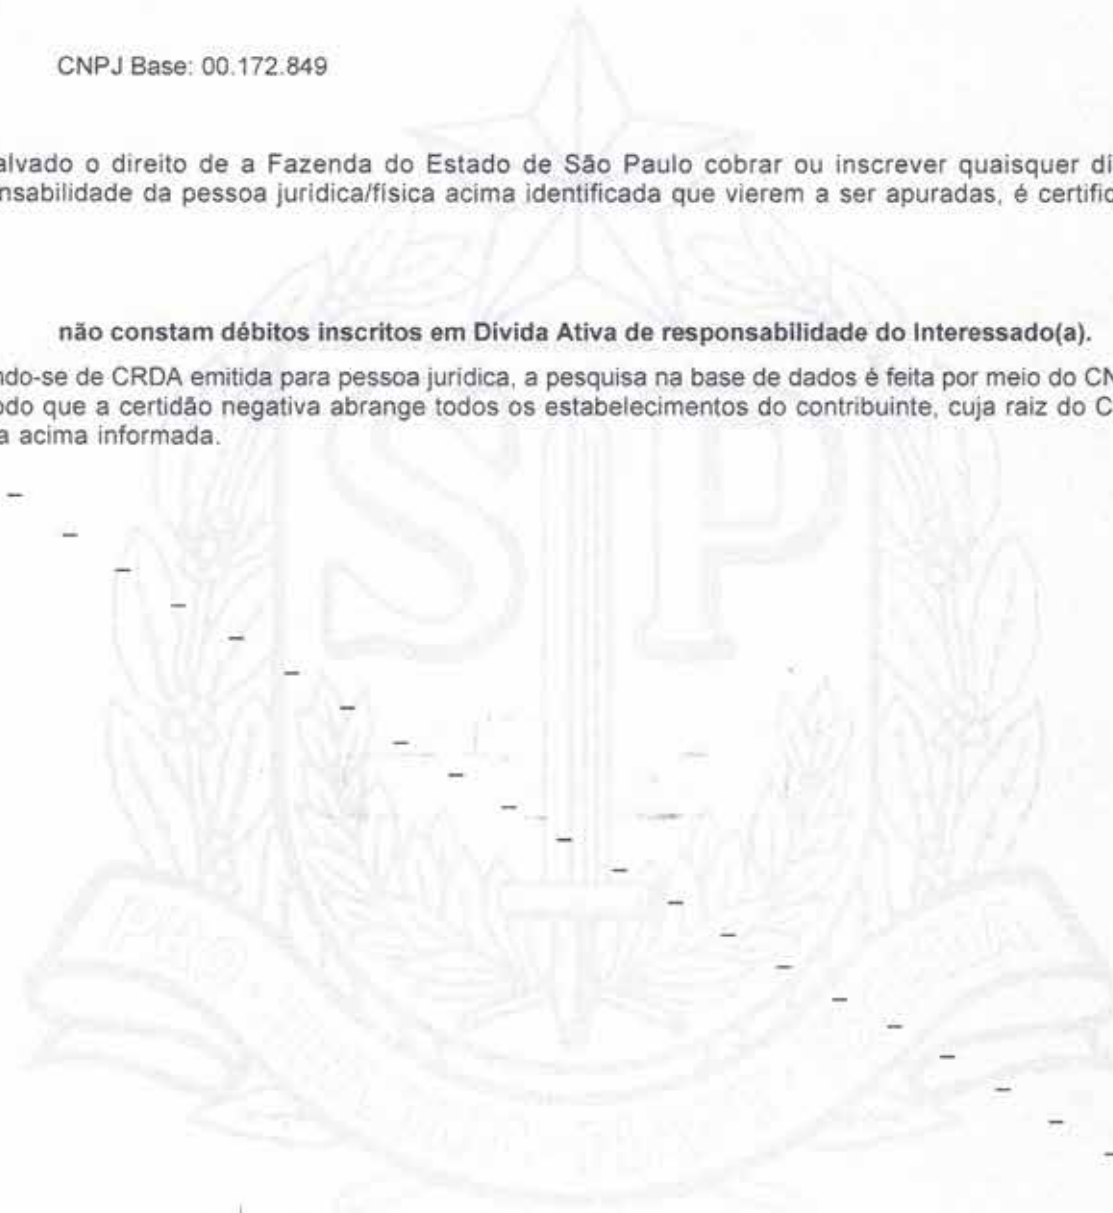 CNPJ Base: 00.172.849
alvado o direito de a Fazenda do Estado de São Paulo cobrar ou inscrever quaisquer di
nsabilidade da pessoa jurídica/física acima identificada que vierem a ser apuradas, é certific
não constam débitos inscritos em Dívida Ativa de responsabilidade do Interessado(a).
ndo-se de CRDA emitida para pessoa jurídica, a pesquisa na base de dados é feita por meio do CN
odo que a certidão negativa abrange todos os estabelecimentos do contribuinte, cuja raiz do C
a acima informada.
SP
PRO